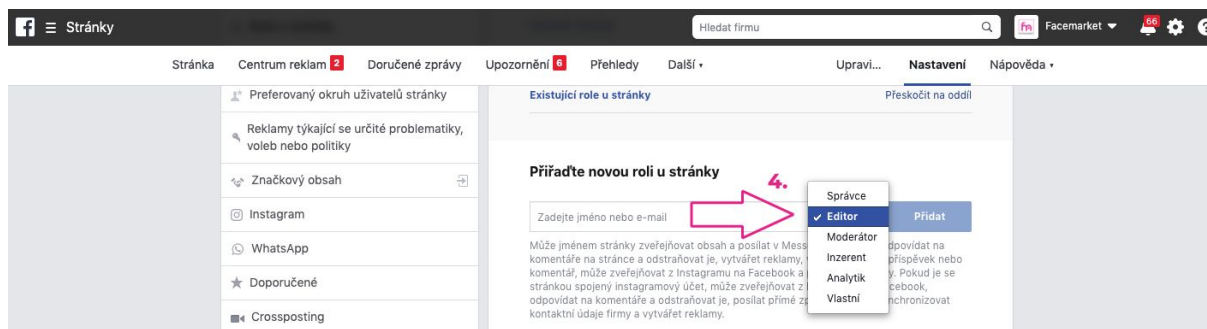 Stránky
Hledat firmu
fm
Facemarket
66
Stránka
Centrum reklam 2
Doručené zprávy
Upozornění 6
Přehledy
Další
Upravi...
Nastavení
Nápověda
Preferovaný okruh uživatelů stránky
Reklamy týkající se určité problematiky,
voleb nebo politiky
Značkový obsah
Instagram
WhatsApp
Doporučené
Crossposting
Existující role u stránky
Přeskočit na oddíl
Přiřaďte novou roli u stránky
4.
Zadejte jméno nebo e-mail
Správce
Editor
Moderátor
Inzerent
Analytik
Vlastní
Přidat
Může jménem stránky zveřejňovat obsah a posílat v Mess dpovídat na
komentáře na stránce a odstraňovat je, vytvářet reklamy, příspěvek nebo
komentář, může zveřejňovat z Instagramu na Facebook a y. Pokud je se
stránkou spojený instagramový účet, může zveřejňovat z cebook,
odpovídat na komentáře a odstraňovat je, posílat přímé zp nchronizovat
kontaktní údaje firmy a vytvářet reklamy.